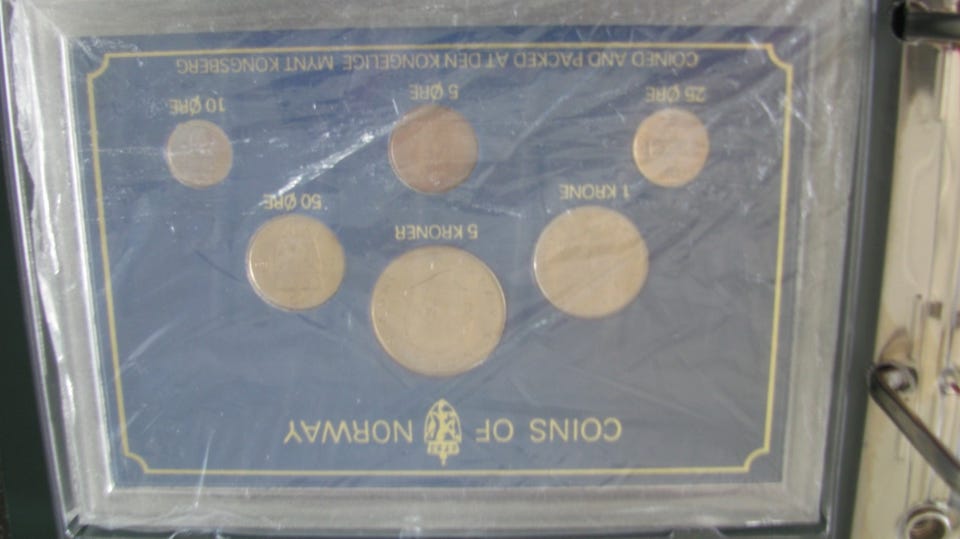 COINS OF NORWAY
5 KRONER
1 KRONE
50 ØRE
25 ØRE
5 ØRE
10 ØRE
COINED AND PACKED AT DEN KONGELIGE MYNT KONGSBERG